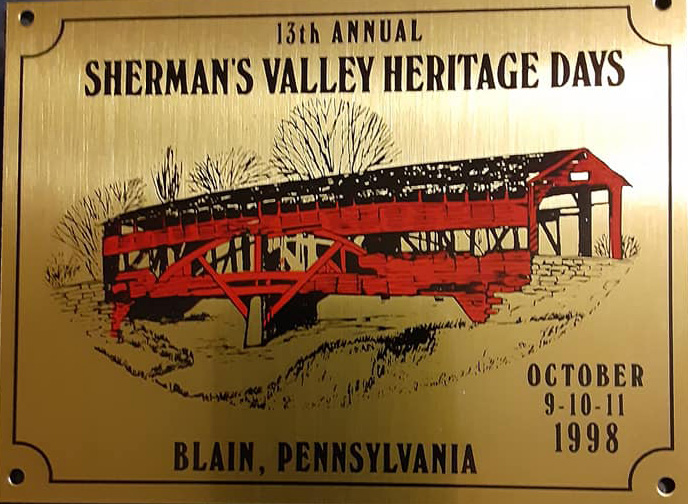 13th ANNUAL
SHERMAN'S VALLEY HERITAGE DAYS
OCTOBER
9-10-11
1998
BLAIN, PENNSYLVANIA